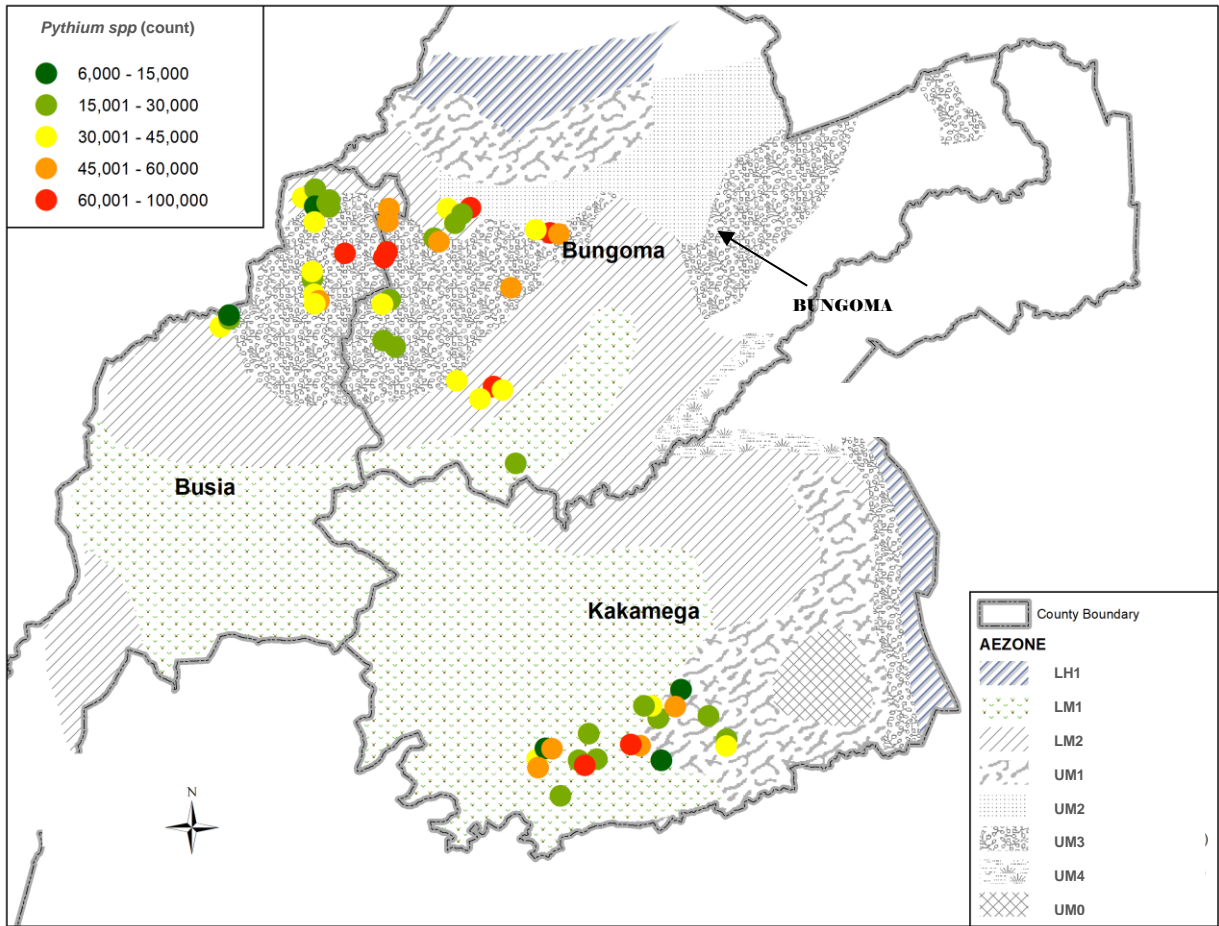 Pythium spp (count)
6,000 - 15,000
15,001 - 30,000
30,001 - 45,000
45,001 - 60,000
60,001 - 100,000
Bungoma
BUNGOMA
Busia
Kakamega
N
County Boundary
AEZONE
LH1
LM1
LM2
UM1
UM2
UM3
UM4
UM0